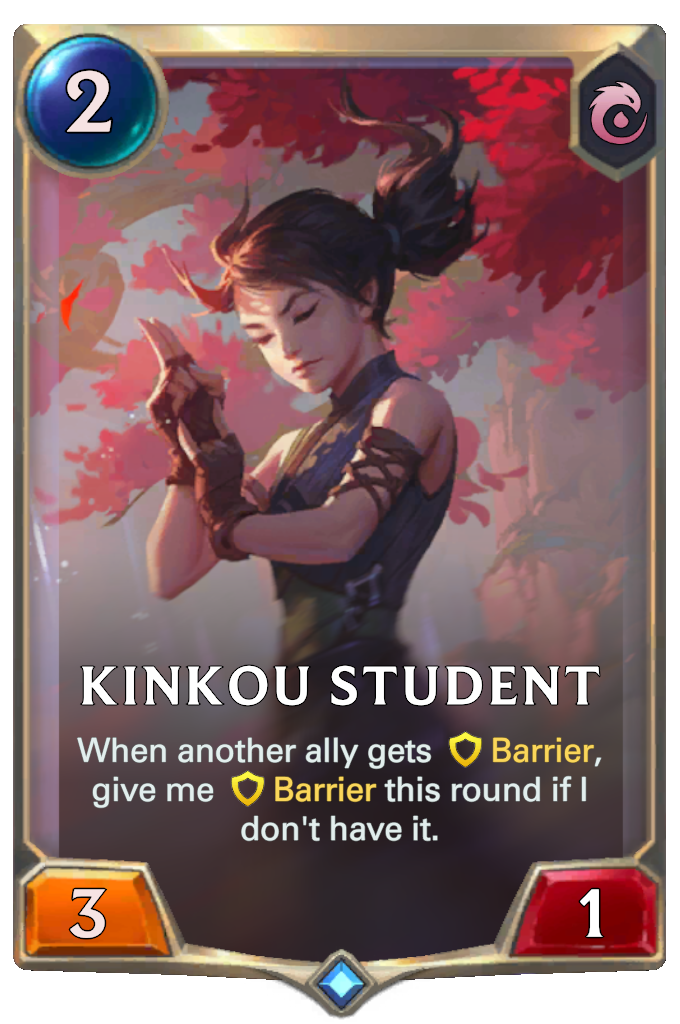 2
KINKOU STUDENT
When another ally gets Barrier,
give me Barrier this round if I
don't have it.
3
1